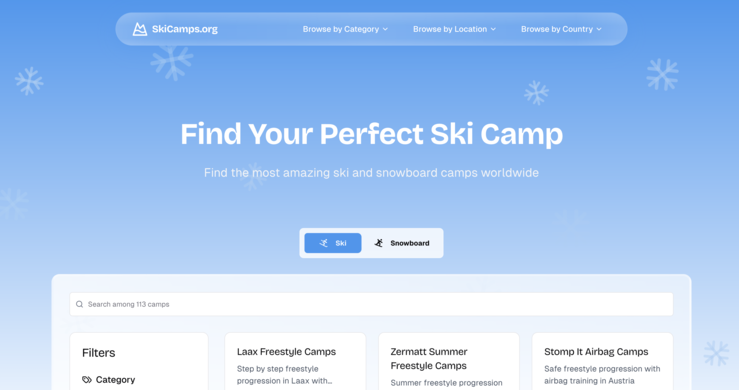 SkiCamps.org
Browse by Category
Browse by Location
Browse by Country
Find Your Perfect Ski Camp
Find the most amazing ski and snowboard camps worldwide
Ski
Snowboard
Search among 113 camps
Filters
Category
Laax Freestyle Camps
Step by step freestyle
progression in Laax with...
Zermatt Summer
Freestyle Camps
Summer freestyle progression
Stomp It Airbag Camps
Safe freestyle progression with
airbag training in Austria